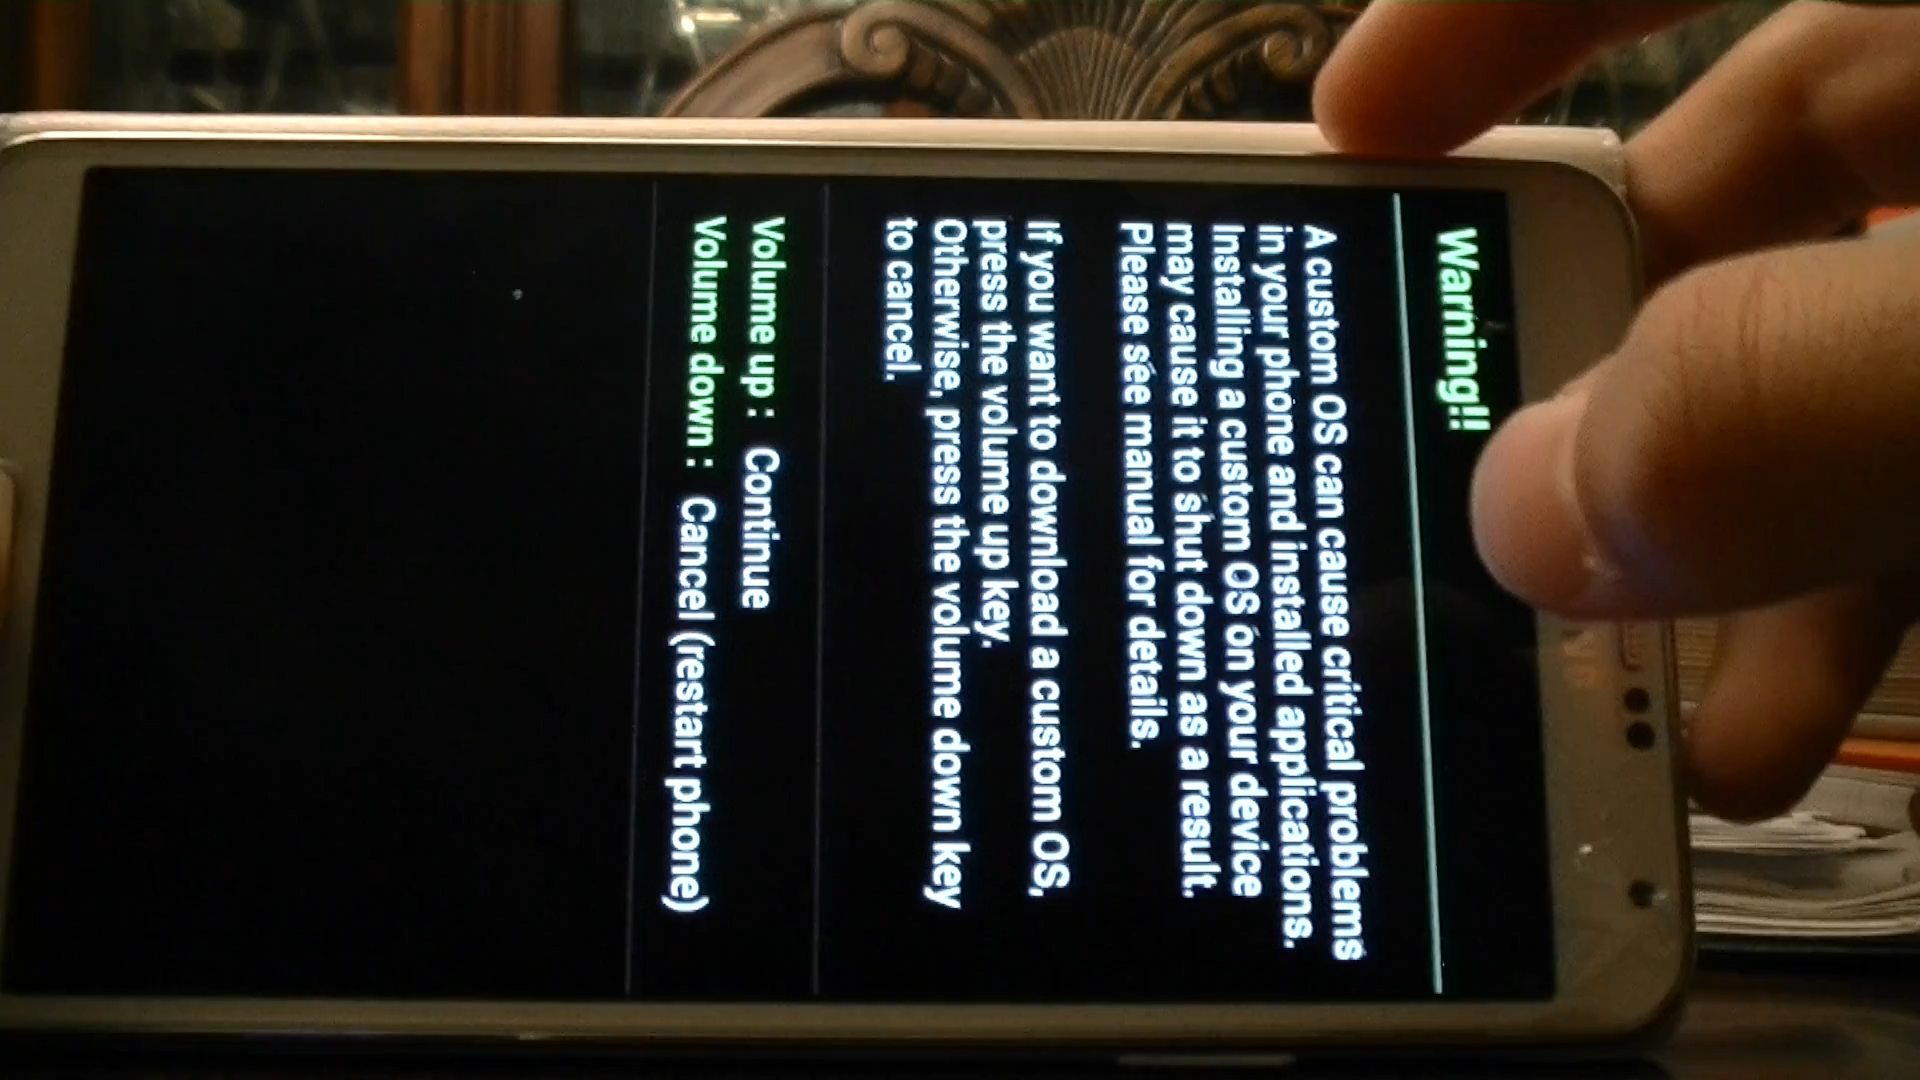 Warning!!
A custom OS can cause critical problems
in your phone and installed applications.
Installing a custom OS on your device
may cause it to shut down as a result.
Please see manual for details.
If you want to download a custom OS,
press the volume up key.
Otherwise, press the volume down key
to cancel.
Volume up : Continue
Volume down : Cancel (restart phone)